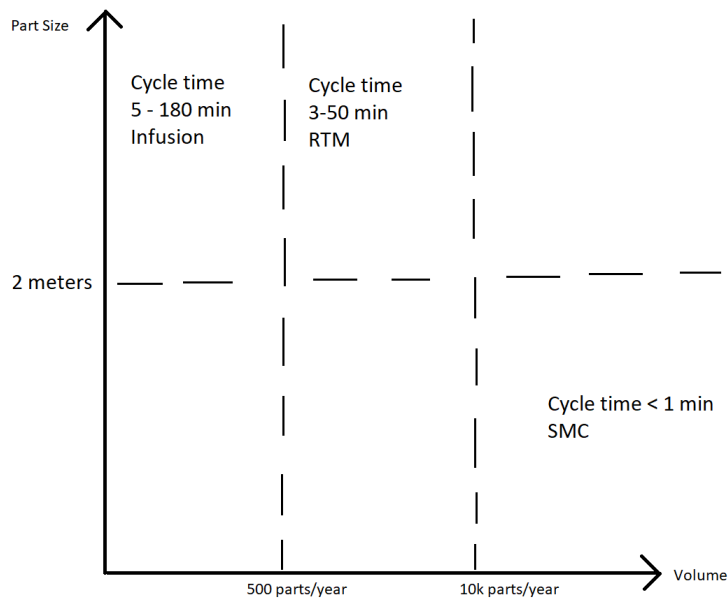 Part Size
Cycle time
5 - 180 min
Infusion
Cycle time
3-50 min
RTM
2 meters
Cycle time < 1 min
SMC
Volume
500 parts/year
10k parts/year